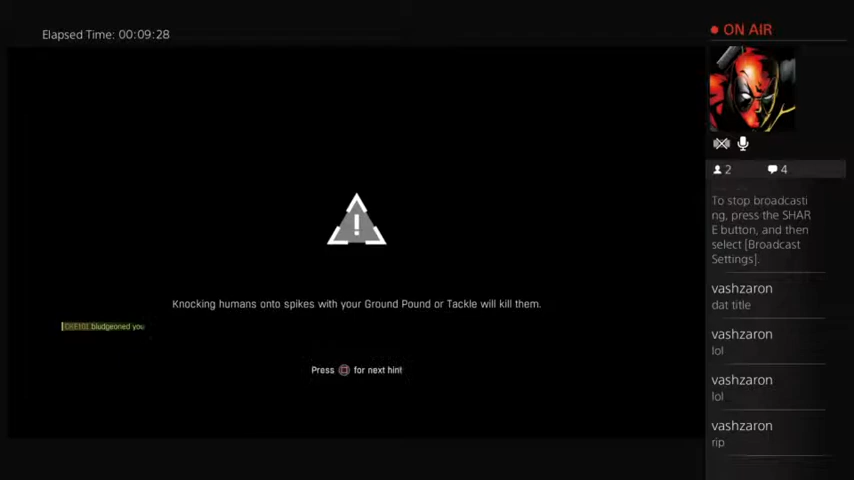 Elapsed Time: 00:09:28
ON AIR
2
4
To stop broadcasti
ng, press the SHAR
E button, and then
select [Broadcast
Settings].
vashzaron
dat title
vashzaron
lol
vashzaron
lol
vashzaron
rip
!
Knocking humans onto spikes with your Ground Pound or Tackle will kill them.
bludgeoned you
Press for next hint